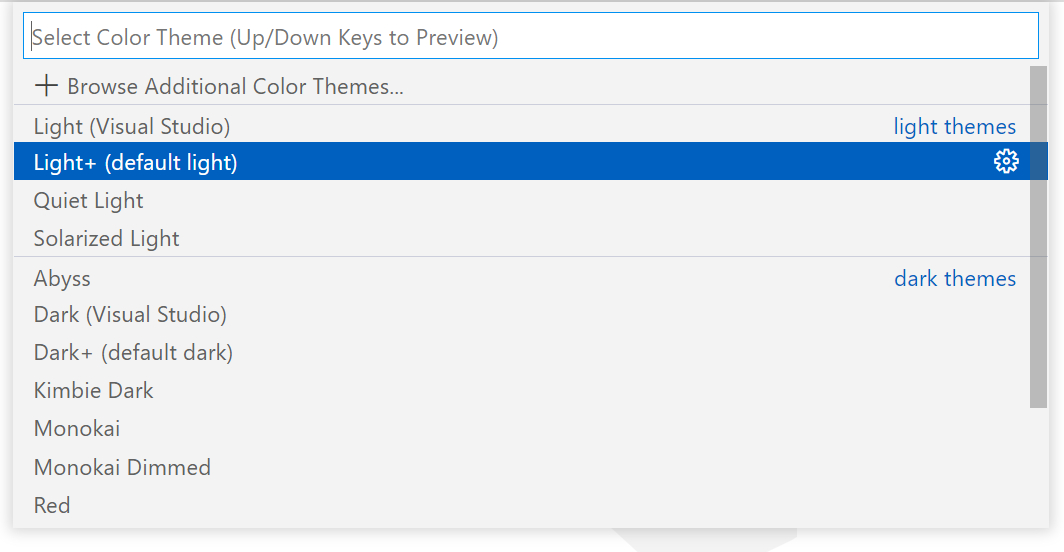 Select Color Theme (Up/Down Keys to Preview)
Browse Additional Color Themes...
Light (Visual Studio) light themes
Light+ (default light)
Quiet Light
Solarized Light
Abyss dark themes
Dark (Visual Studio)
Dark+ (default dark)
Kimbie Dark
Monokai
Monokai Dimmed
Red